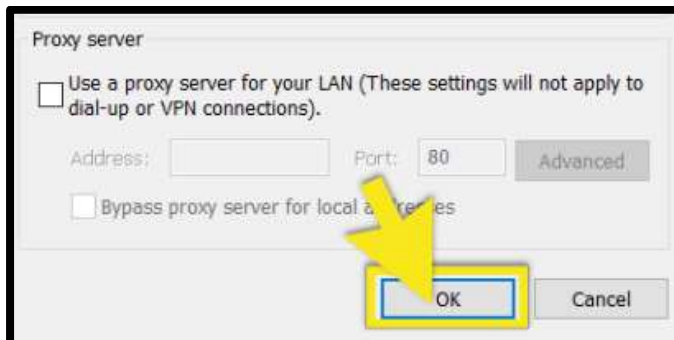 Proxy server
Use a proxy server for your LAN (These settings will not apply to
dial-up or VPN connections).
Address: Port: 80 Advanced
Bypass proxy server for local addresses
OK Cancel